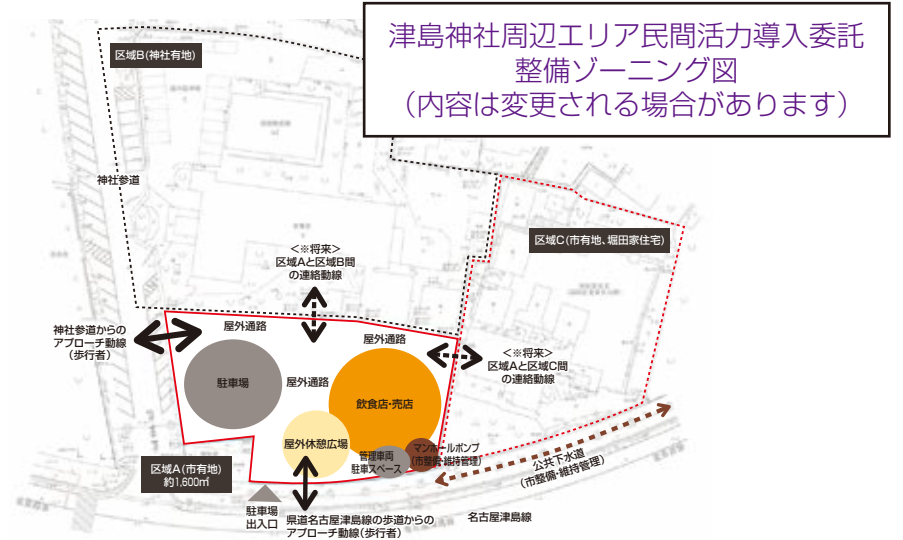 津島神社周辺エリア民間活力導入委託
整備ゾーニング図
(内容は変更される場合があります)
区域B(神社有地)
神社参道
区域C(市有地、堀田家住宅)
<※将来>
区域Aと区域B間
の連絡動線
神社参道からの
アプローチ動線
(歩行者)
屋外通路
屋外通路
<※将来>
区域Aと区域C間
の連絡動線
駐車場
屋外通路
飲食店・売店
屋外休憩広場
管理車両
駐車スペース
マンホールポンプ
(市整備・維持管理)
公共下水道
(市整備・維持管理)
区域A(市有地)
約1,600㎡
駐車場
出入口
県道名古屋津島線の歩道からの
アプローチ動線(歩行者)
名古屋津島線